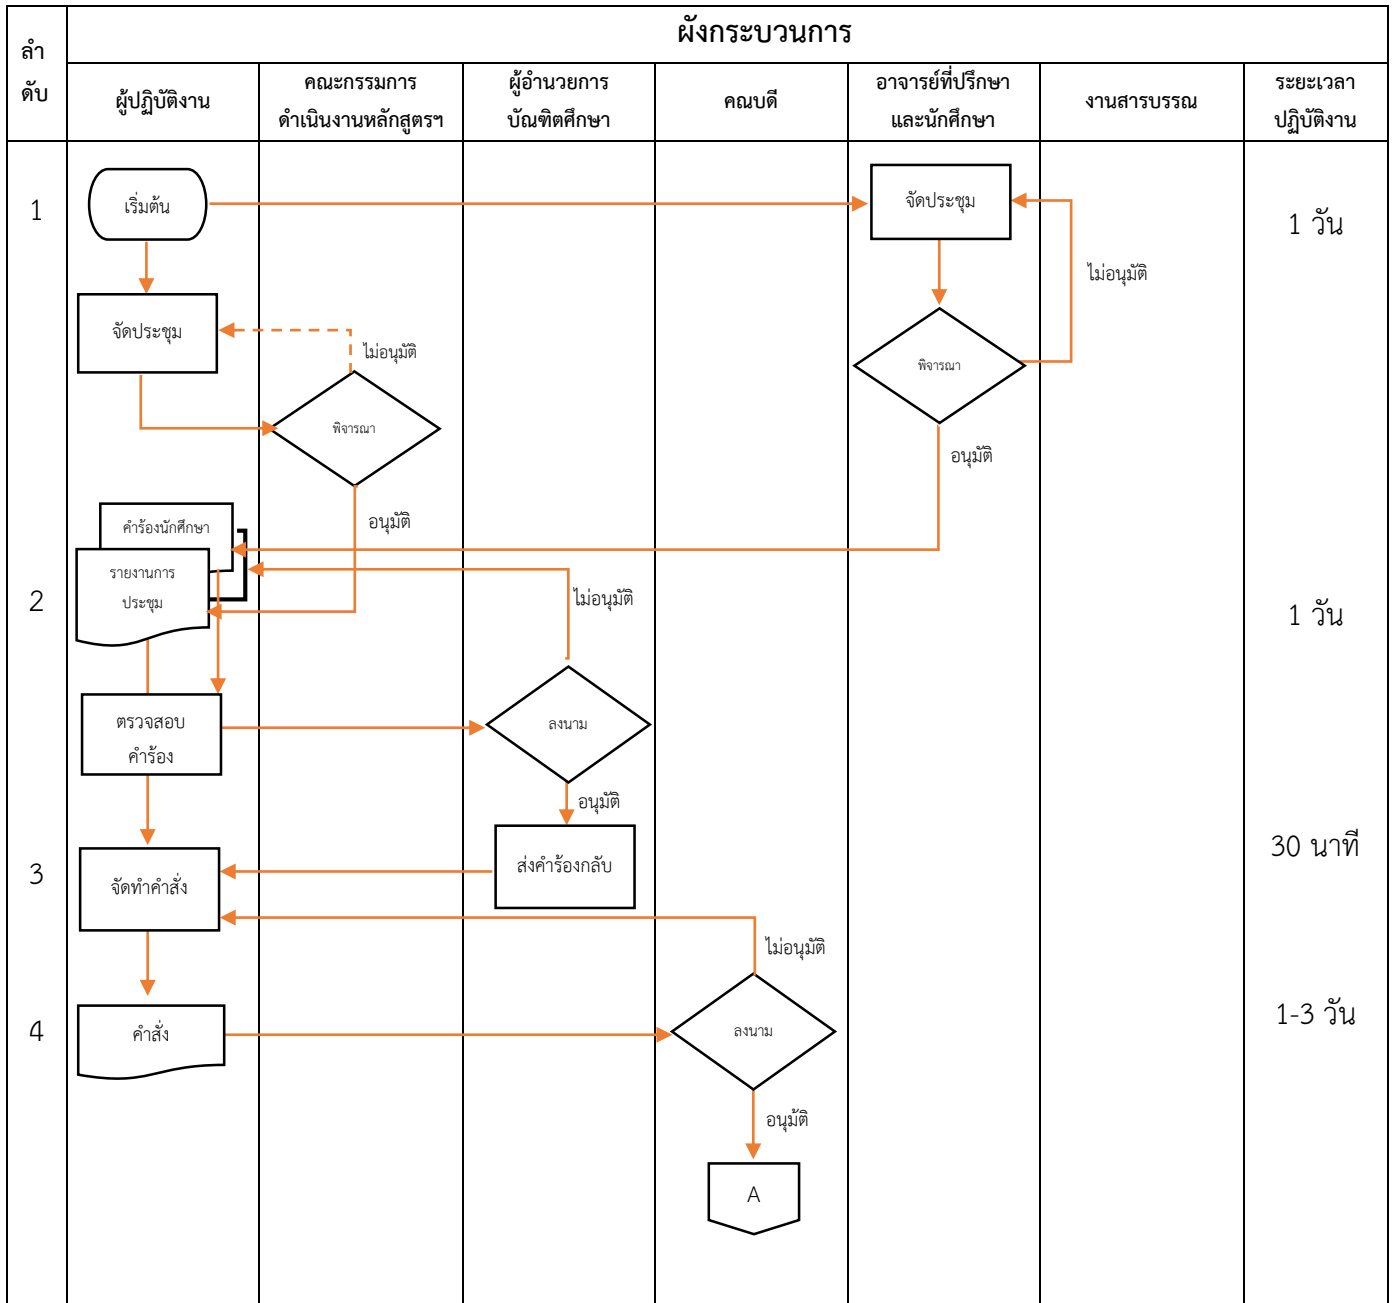 ผังกระบวนการ
ลำ
ดับ
ผู้ปฏิบัติงาน
คณะกรรมการ
ดำเนินงานหลักสูตรฯ
ผู้อำนวยการ
บัณฑิตศึกษา
คณบดี
อาจารย์ที่ปรึกษา
และนักศึกษา
งานสารบรรณ
ระยะเวลา
ปฏิบัติงาน
1
เริ่มต้น
จัดประชุม
1 วัน
ไม่อนุมัติ
จัดประชุม
ไม่อนุมัติ
พิจารณา
พิจารณา
อนุมัติ
อนุมัติ
คำร้องนักศึกษา
รายงานการ
ประชุม
2
ไม่อนุมัติ
1 วัน
ตรวจสอบ
คำร้อง
ลงนาม
อนุมัติ
3
จัดทำคำสั่ง
ส่งคำร้องกลับ
30 นาที
ไม่อนุมัติ
4
คำสั่ง
ลงนาม
1-3 วัน
อนุมัติ
A